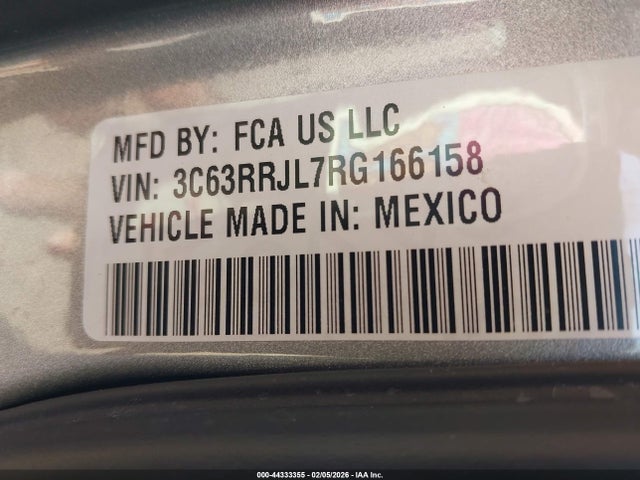 MFD BY: FCA US LLC
VIN: 3C63RRJL7RG166158
VEHICLE MADE IN: MEXICO
000-44333355 - 02/05/2026 - IAA Inc.